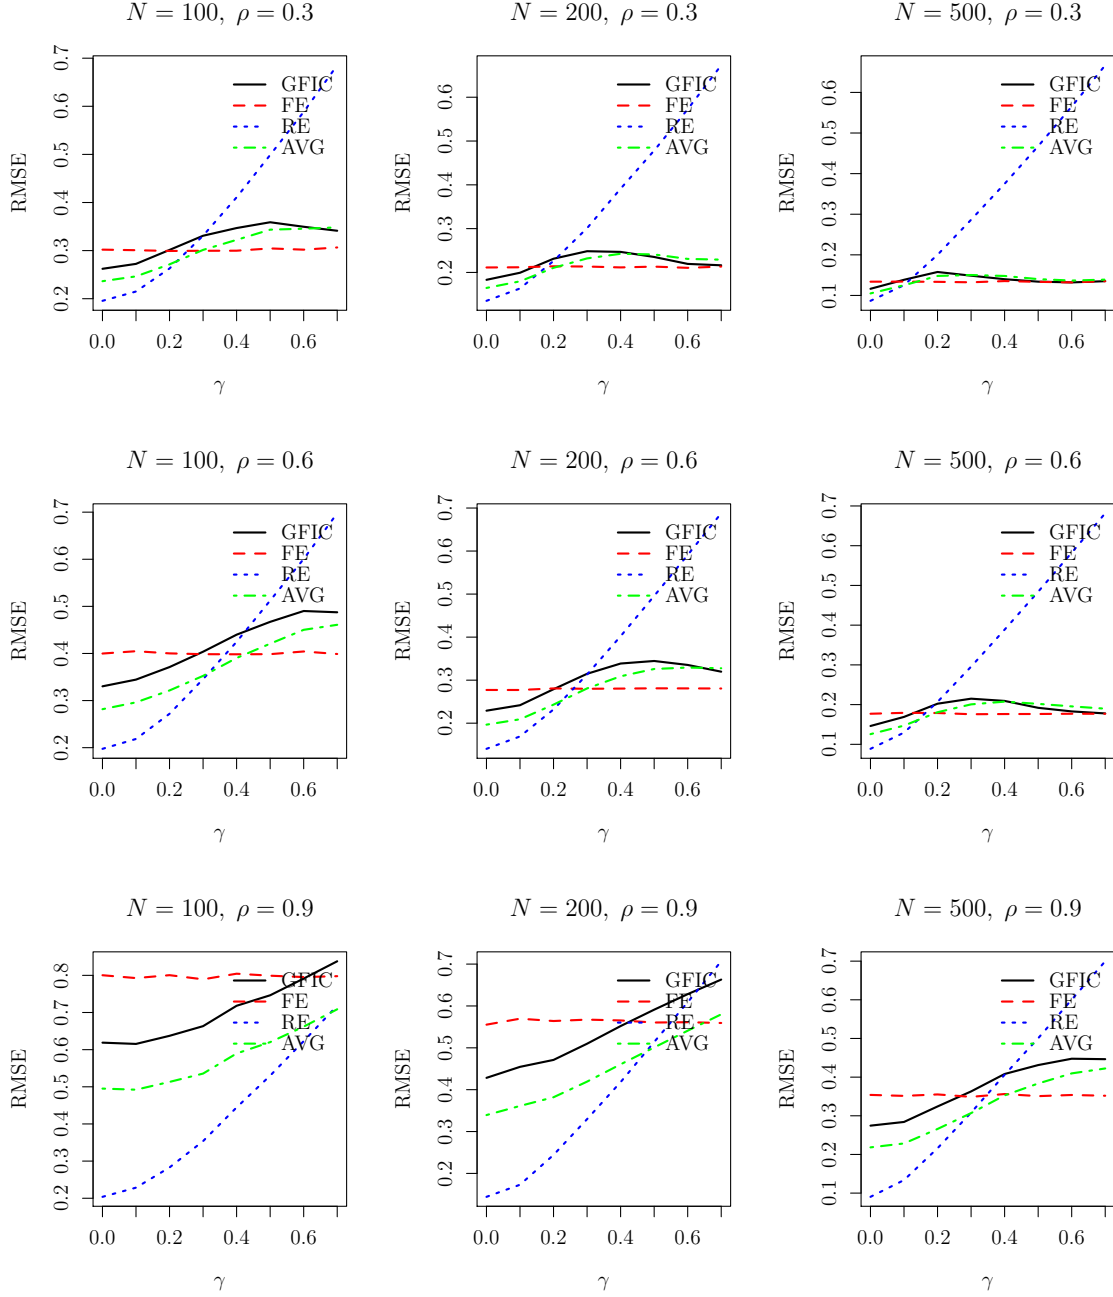 N = 100, ρ = 0.3
N = 200, ρ = 0.3
N = 500, ρ = 0.3
RMSE
0.7
0.6
0.5
0.4
0.3
0.2
GFIC
FE
RE
AVG
0.0 0.2 0.4 0.6
γ
RMSE
0.6
0.5
0.4
0.3
0.2
GFIC
FE
RE
AVG
0.0 0.2 0.4 0.6
γ
RMSE
0.6
0.5
0.4
0.3
0.2
0.1
GFIC
FE
RE
AVG
0.0 0.2 0.4 0.6
γ
N = 100, ρ = 0.6
N = 200, ρ = 0.6
N = 500, ρ = 0.6
RMSE
0.7
0.6
0.5
0.4
0.3
0.2
GFIC
FE
RE
AVG
0.0 0.2 0.4 0.6
γ
RMSE
0.7
0.6
0.5
0.4
0.3
0.2
GFIC
FE
RE
AVG
0.0 0.2 0.4 0.6
γ
RMSE
0.7
0.6
0.5
0.4
0.3
0.2
0.1
GFIC
FE
RE
AVG
0.0 0.2 0.4 0.6
γ
N = 100, ρ = 0.9
N = 200, ρ = 0.9
N = 500, ρ = 0.9
RMSE
0.8
0.7
0.6
0.5
0.4
0.3
0.2
GFIC
FE
RE
AVG
0.0 0.2 0.4 0.6
γ
RMSE
0.7
0.6
0.5
0.4
0.3
0.2
GFIC
FE
RE
AVG
0.0 0.2 0.4 0.6
γ
RMSE
0.7
0.6
0.5
0.4
0.3
0.2
0.1
GFIC
FE
RE
AVG
0.0 0.2 0.4 0.6
γ